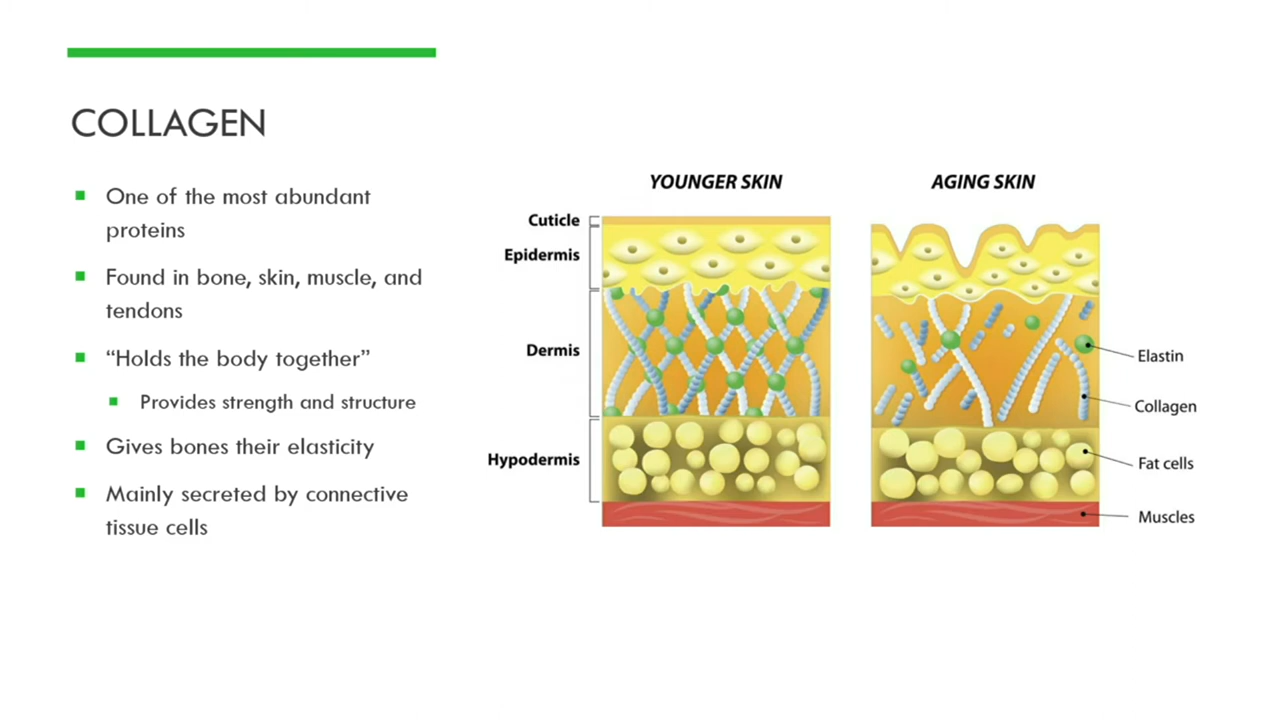 COLLAGEN
One of the most abundant
proteins
Found in bone, skin, muscle, and
tendons
“Holds the body together”
Provides strength and structure
Gives bones their elasticity
Mainly secreted by connective
tissue cells
YOUNGER SKIN
AGING SKIN
Cuticle
Epidermis
Dermis
Hypodermis
Elastin
Collagen
Fat cells
Muscles